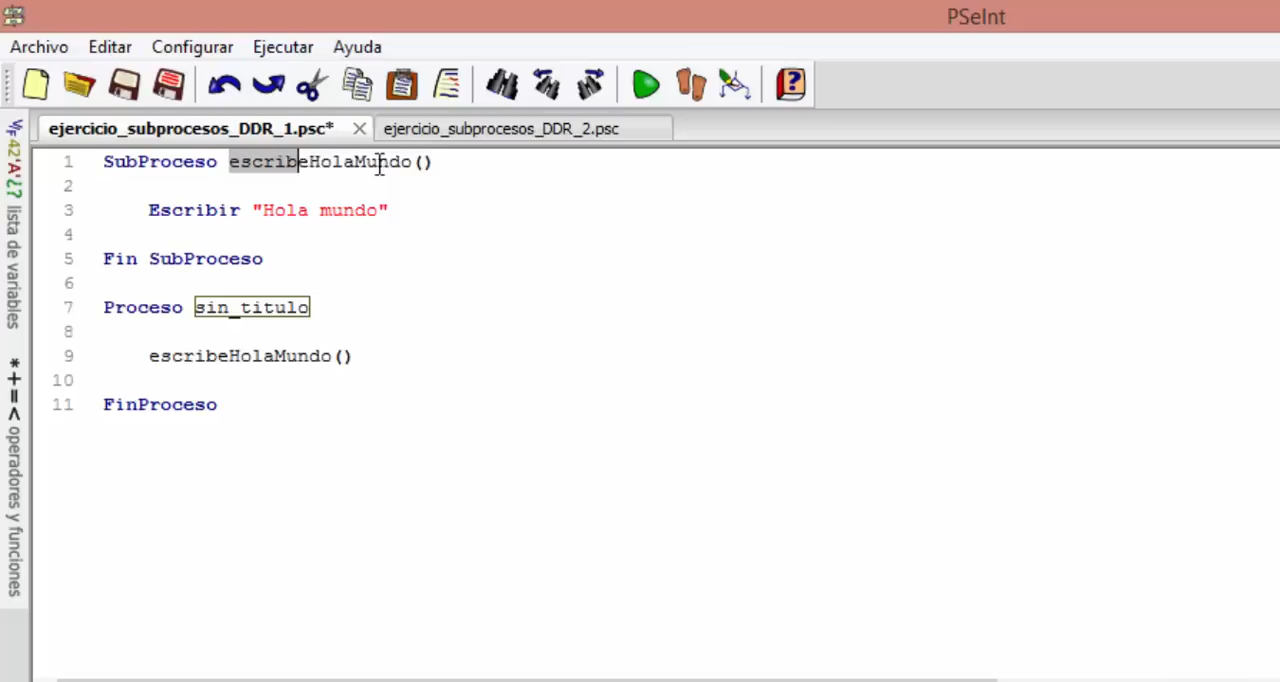 PSeInt
Archivo Editar Configurar Ejecutar Ayuda
ejercicio_subprocesos_DDR_1.psc* ejercicio_subprocesos_DDR_2.psc
1 SubProceso escribeHolaMundo()
2
3 Escribir "Hola mundo"
4
5 Fin SubProceso
6
7 Proceso sin_titulo
8
9 escribeHolaMundo()
10
11 FinProceso
42'A'¿? lista de variables
*+=< operadores y funciones